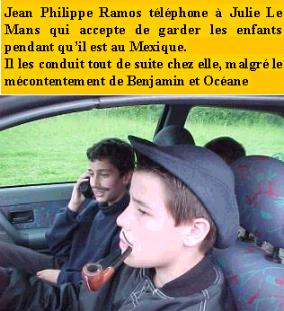 Jean Philippe Ramos téléphone à Julie Le
Mans qui accepte de garder les enfants
pendant qu'il est au Mexique.
Il les conduit tout de suite chez elle, malgré le
mécontentement de Benjamin et Océane